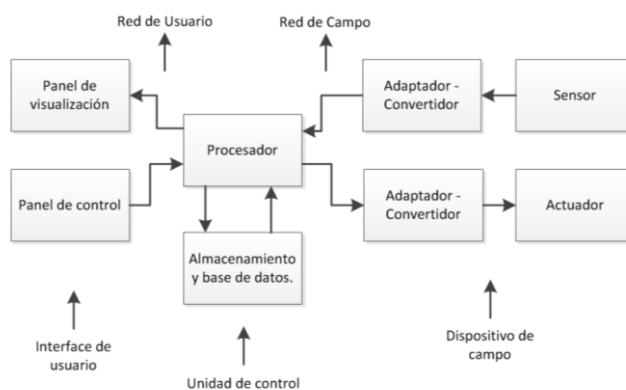 Red de Usuario
Red de Campo
Panel de
visualización
Adaptador -
Convertidor
Sensor
Procesador
Panel de control
Adaptador -
Convertidor
Actuador
Almacenamiento
y base de datos.
Interface de
usuario
Unidad de control
Dispositivo de
campo